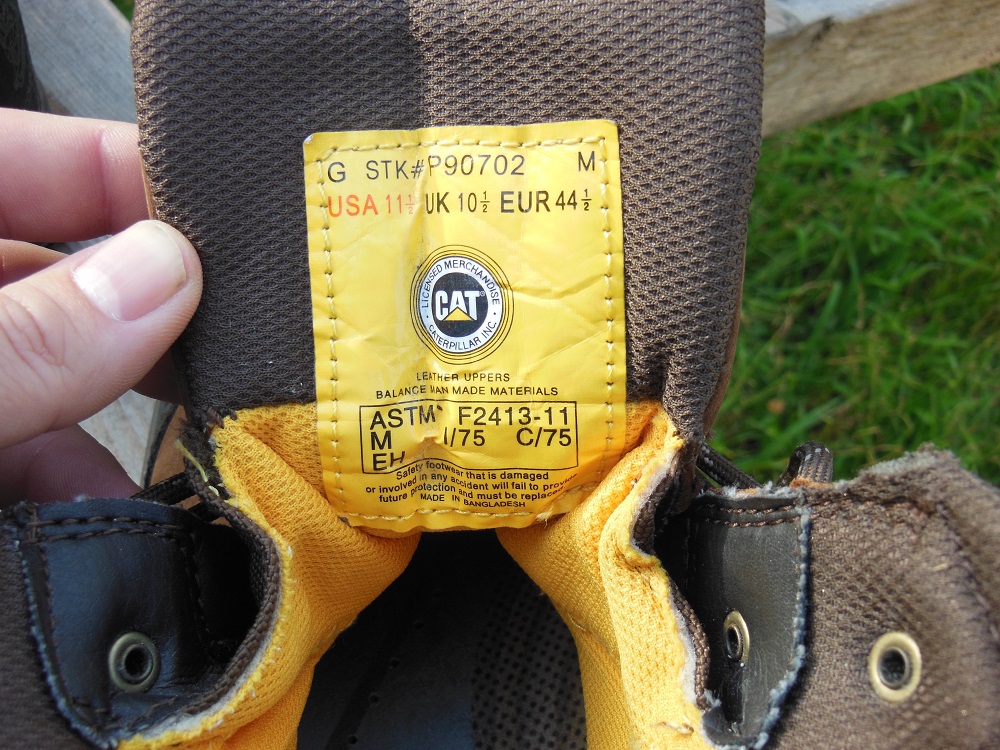 G STK#P90702 M
USA 11½ UK 10½ EUR 44½
LICENSED MERCHANDISE
CAT®
CATERPILLAR INC.
LEATHER UPPERS
BALANCE MAN MADE MATERIALS
ASTM F2413-11
M I/75 C/75
EH
Safety footwear that is damaged
or involved in any accident will fail to provide
future protection and must be replaced
MADE IN BANGLADESH